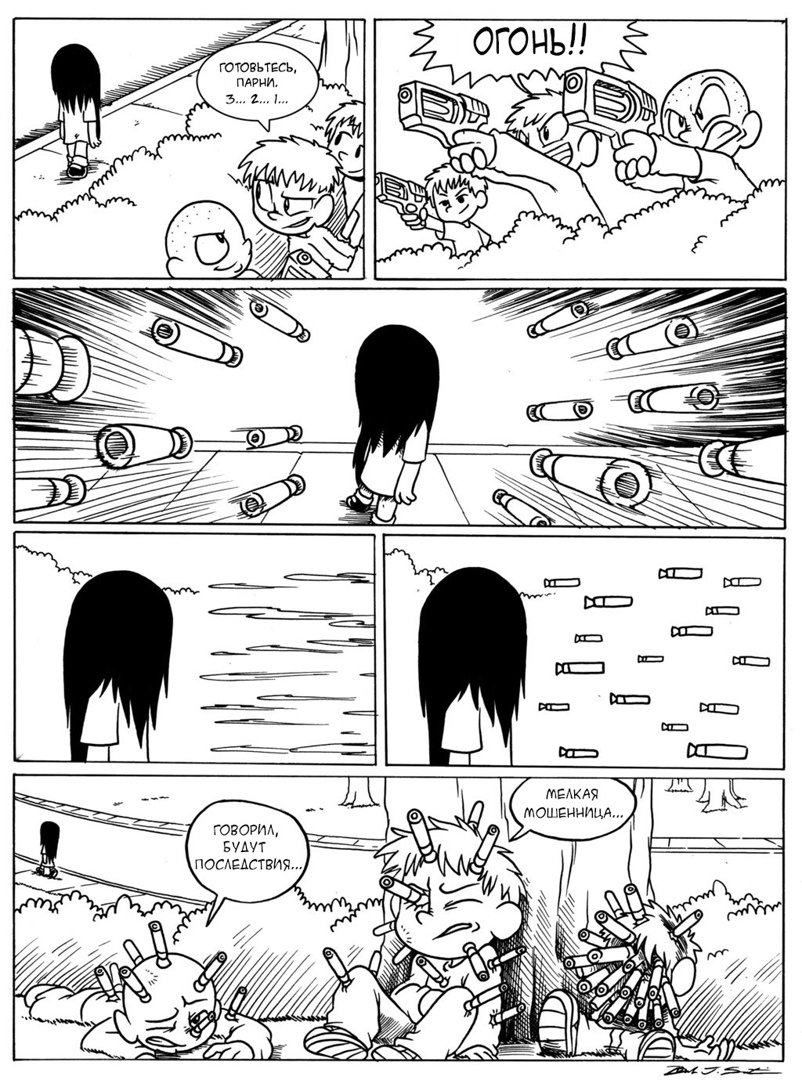 ГОТОВЬТЕСЬ,
ПАРНИ.
3... 2... 1...
ОГОНЬ!!
ГОВОРИЛ,
БУДУТ
ПОСЛЕДСТВИЯ...
МЕЛКАЯ
МОШЕННИЦА...